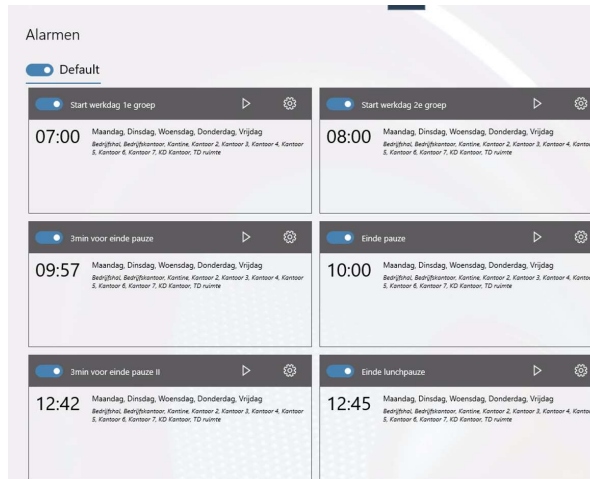 Alarmen
Default
Start werkdag 1e groep
07:00
Maandag, Dinsdag, Woensdag, Donderdag, Vrijdag
Bedrijfshal, Bedrijfskantoor, Kantine, Kantoor 2, Kantoor 3, Kantoor 4, Kantoor
5, Kantoor 6, Kantoor 7, KD Kantoor, TD ruimte
Start werkdag 2e groep
08:00
Maandag, Dinsdag, Woensdag, Donderdag, Vrijdag
Bedrijfshal, Bedrijfskantoor, Kantine, Kantoor 2, Kantoor 3, Kantoor 4, Kantoo
5, Kantoor 6, Kantoor 7, KD Kantoor, TD ruimte
3min voor einde pauze
09:57
Maandag, Dinsdag, Woensdag, Donderdag, Vrijdag
Bedrijfshal, Bedrijfskantoor, Kantine, Kantoor 2, Kantoor 3, Kantoor 4, Kantoor
5, Kantoor 6, Kantoor 7, KD Kantoor, TD ruimte
Einde pauze
10:00
Maandag, Dinsdag, Woensdag, Donderdag, Vrijdag
Bedrijfshal, Bedrijfskantoor, Kantine, Kantoor 2, Kantoor 3, Kantoor 4, Kantoo
5, Kantoor 6, Kantoor 7, KD Kantoor, TD ruimte
3min voor einde pauze II
12:42
Maandag, Dinsdag, Woensdag, Donderdag, Vrijdag
Bedrijfshal, Bedrijfskantoor, Kantine, Kantoor 2, Kantoor 3, Kantoor 4, Kantoor
5, Kantoor 6, Kantoor 7, KD Kantoor, TD ruimte
Einde lunchpauze
12:45
Maandag, Dinsdag, Woensdag, Donderdag, Vrijdag
Bedrijfshal, Bedrijfskantoor, Kantine, Kantoor 2, Kantoor 3, Kantoor 4, Kantoo
5, Kantoor 6, Kantoor 7, KD Kantoor, TD ruimte